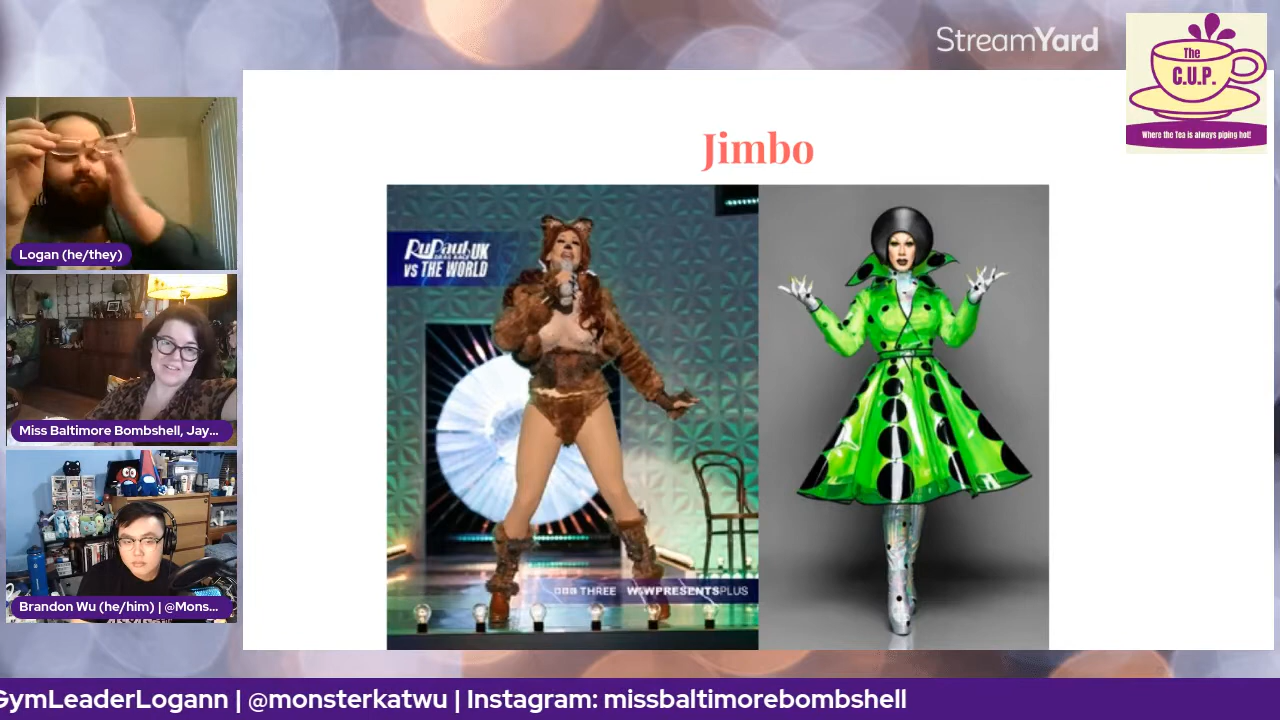 StreamYard
The
C.U.P.
Where the Tea is always piping hot!
Jimbo
RuPaul UK
DRAG RACE
vs THE WORLD
BBC THREE WOWPRESENTSPLUS
Logan (he/they)
Miss Baltimore Bombshell, Jay...
Brandon Wu (he/him) | @Mons...
GymLeaderLogann | @monsterkatwu | Instagram: missbaltimorebombshell